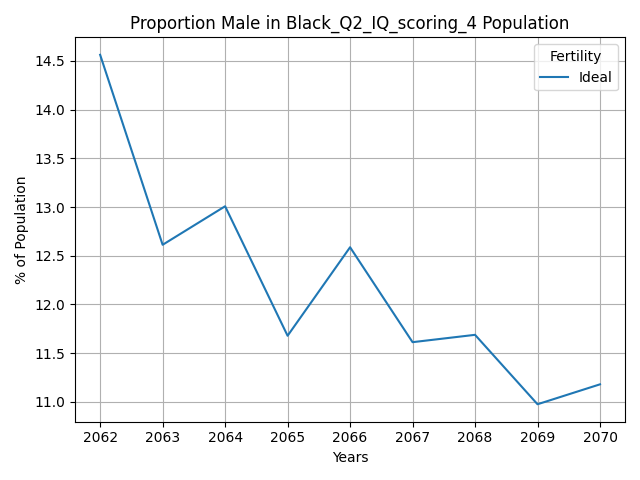 Proportion Male in Black_Q2_IQ_scoring_4 Population
Fertility
Ideal
14.5
14.0
13.5
13.0
12.5
12.0
11.5
11.0
% of Population
2062 2063 2064 2065 2066 2067 2068 2069 2070
Years